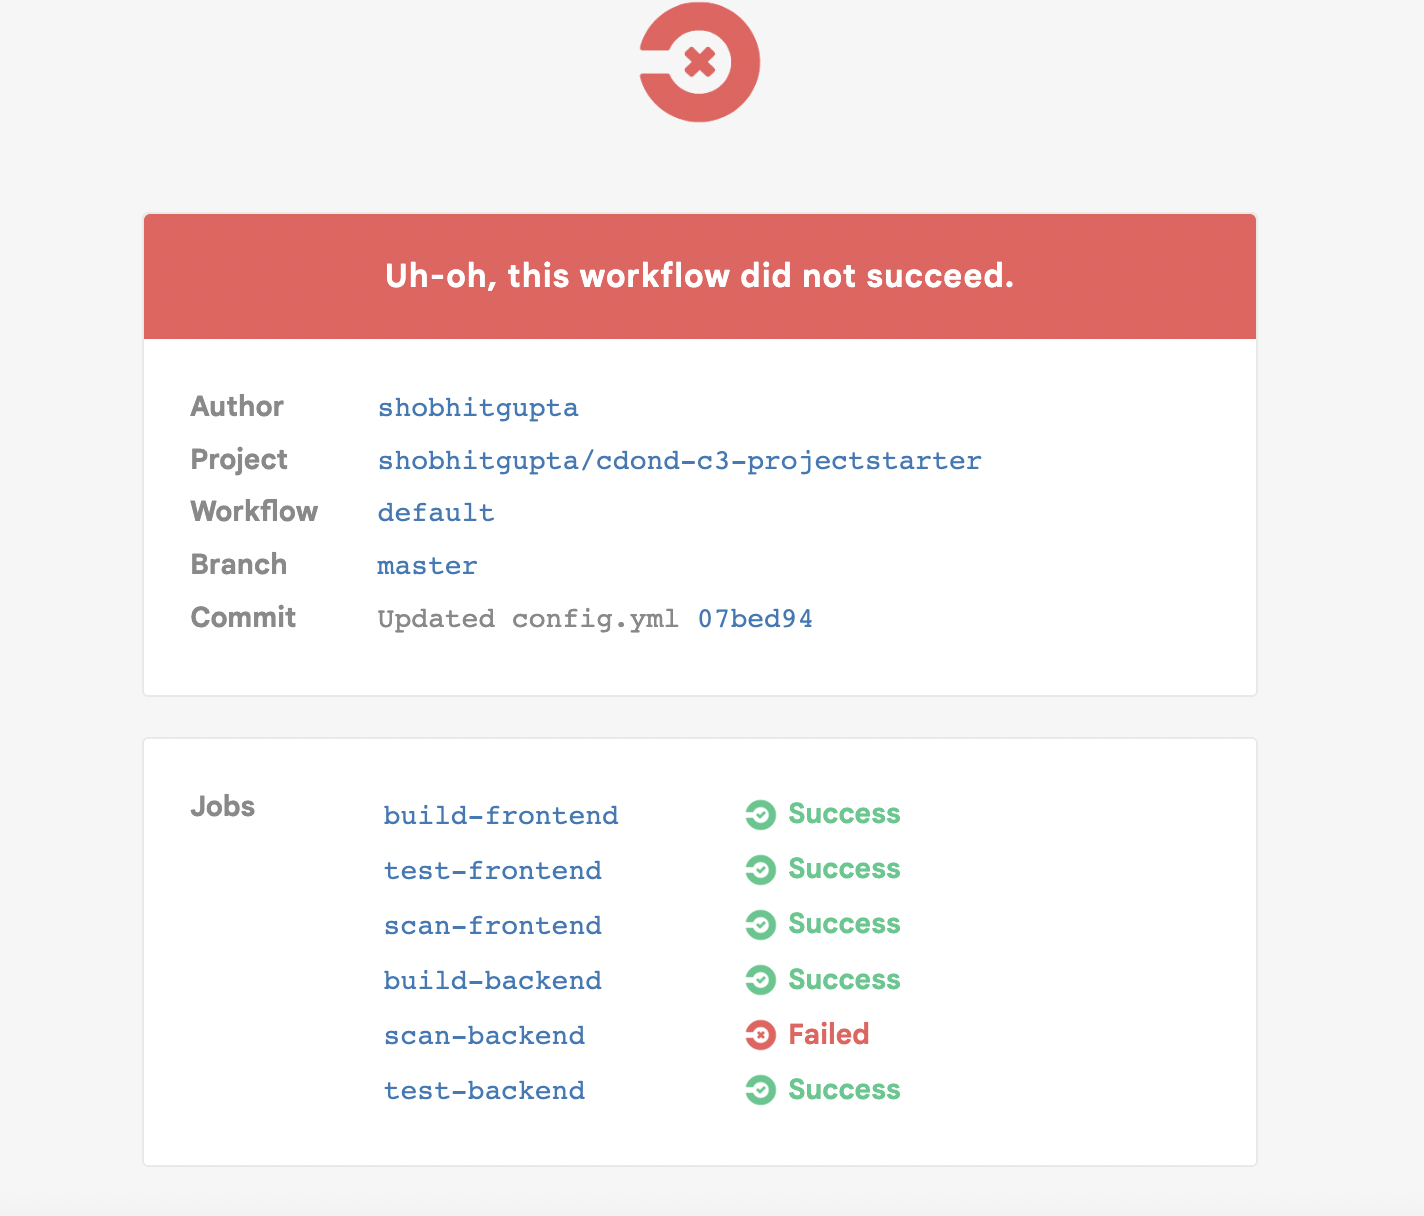 Uh-oh, this workflow did not succeed.
Author shobhitgupta
Project shobhitgupta/cdond-c3-projectstarter
Workflow default
Branch master
Commit Updated config.yml 07bed94
Jobs
build-frontend Success
test-frontend Success
scan-frontend Success
build-backend Success
scan-backend Failed
test-backend Success